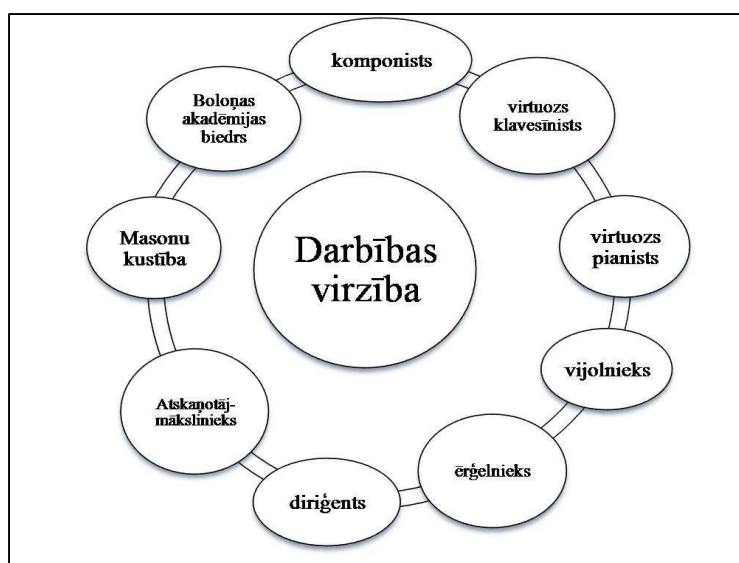 Darbības
virzība
komponists
virtuozs
klavesīnists
virtuozs
pianists
vijolnieks
ērģelnieks
diriģents
Atskaņotāj-
mākslinieks
Masonu
kustība
Boloņas
akadēmijas
biedrs